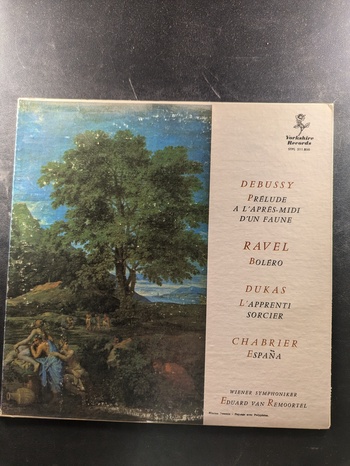 Yorkshire
Records
DEBUSSY
PRÉLUDE
A L'APRÈS-MIDI
D'UN FAUNE
RAVEL
BOLÉRO
DUKAS
L'APPRENTI
SORCIER
CHABRIER
ESPAÑA
WIENER SYMPHONIKER
EDUARD VAN REMOORTEL